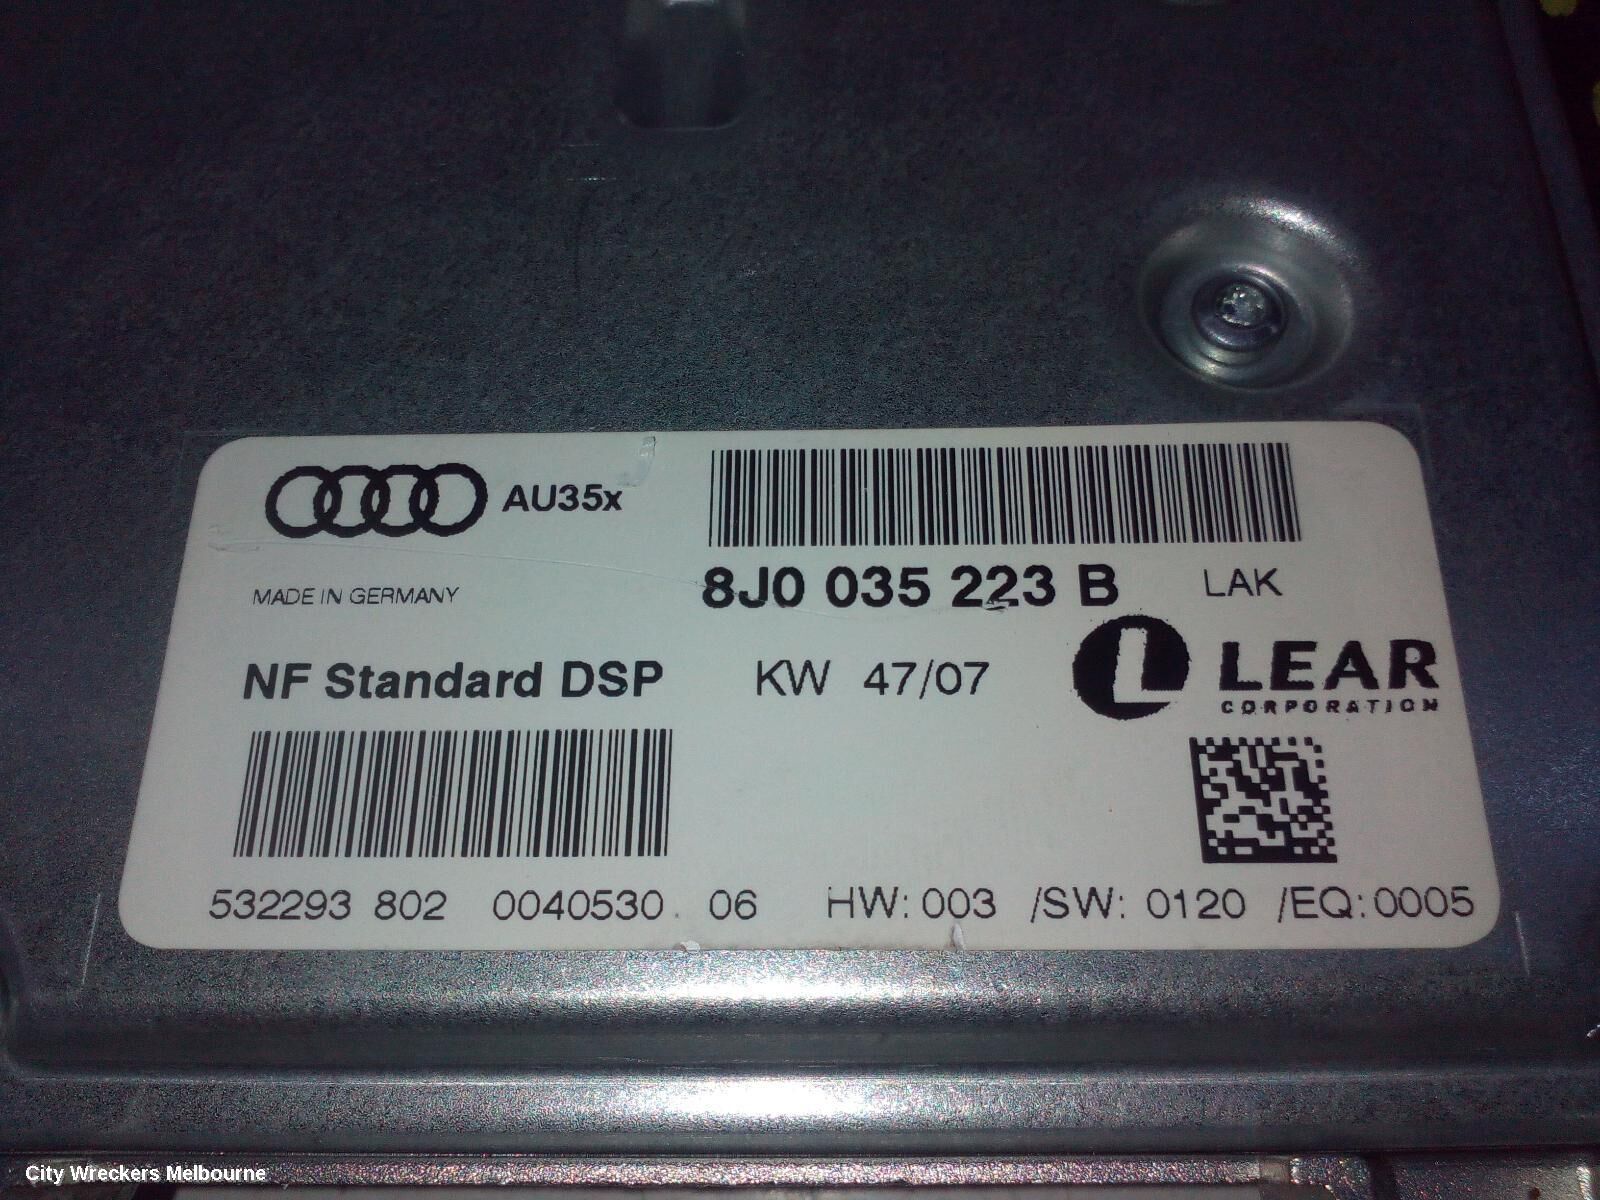 AU35x
MADE IN GERMANY
8J0 035 223 B LAK
NF Standard DSP KW 47/07
LEAR
CORPORATION
532293 802 0040530 06 HW: 003 /SW: 0120 /EQ: 0005
City Wreckers Melbourne